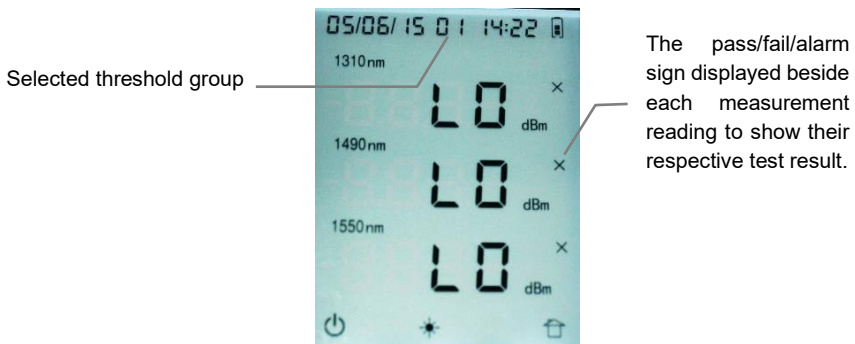 05/06/15 01 14:22
1310nm
LO
dBm
1490nm
LO
dBm
1550nm
LO
dBm
Selected threshold group
The pass/fail/alarm
sign displayed beside
each measurement
reading to show their
respective test result.